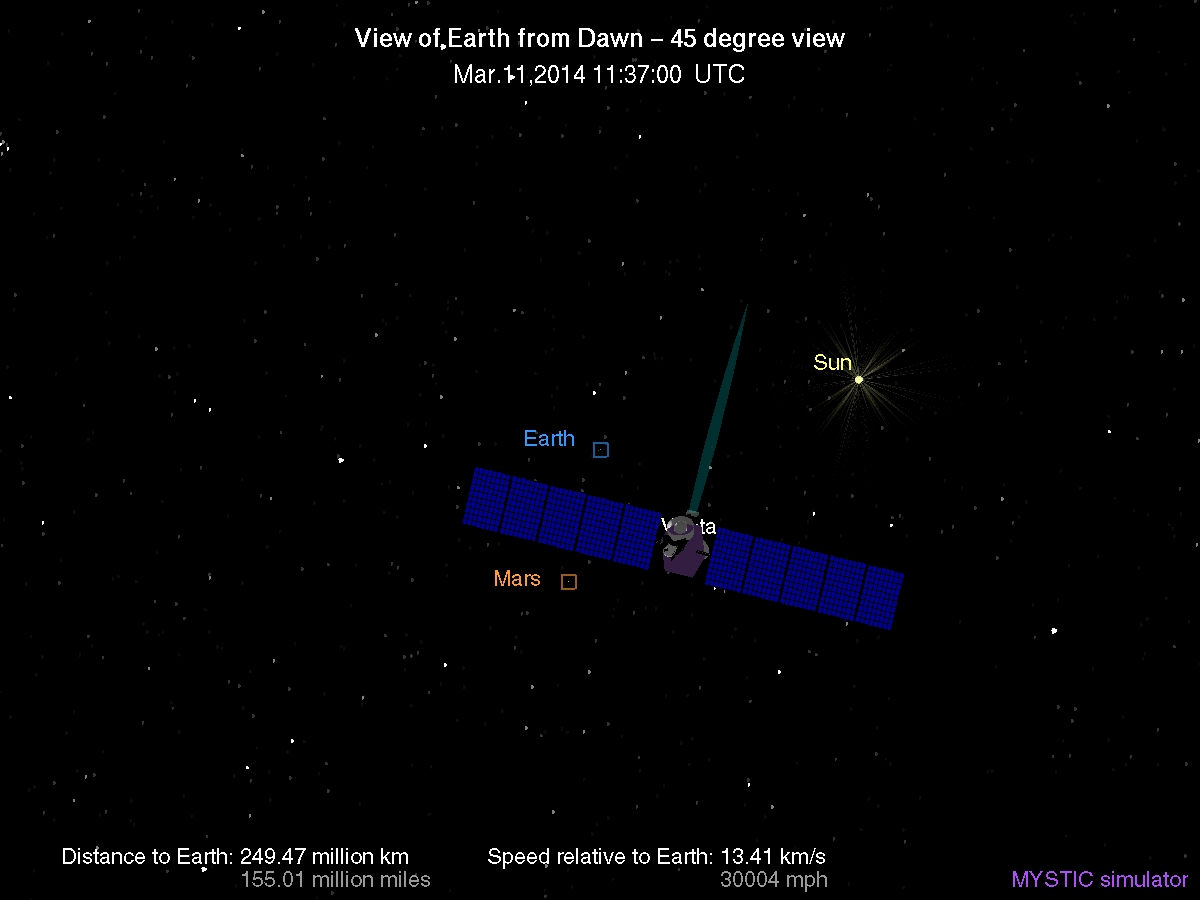 View of Earth from Dawn – 45 degree view
Mar.11,2014 11:37:00 UTC
Sun
Earth
Mars
Distance to Earth: 249.47 million km
155.01 million miles
Speed relative to Earth: 13.41 km/s
30004 mph
MYSTIC simulator